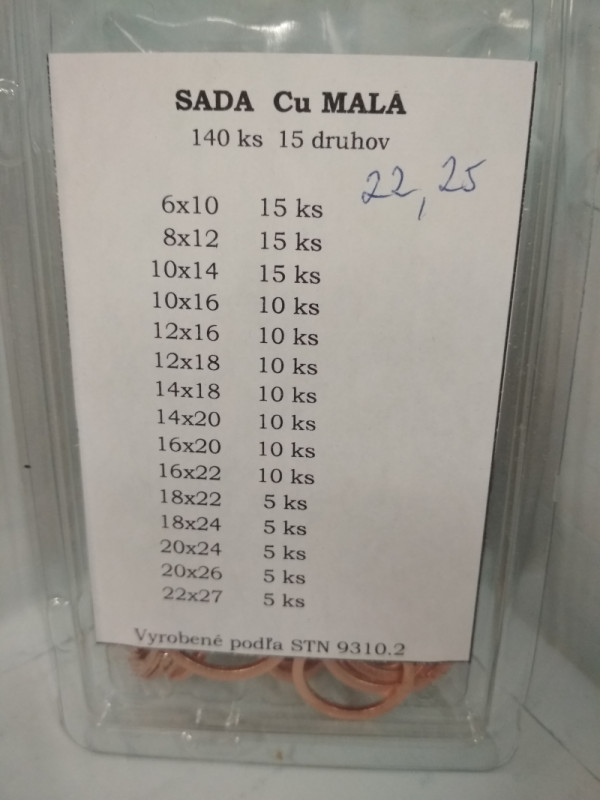 SADA Cu MALÁ
140 ks 15 druhov
22, 25
6x10 15 ks
8x12 15 ks
10x14 15 ks
10x16 10 ks
12x16 10 ks
12x18 10 ks
14x18 10 ks
14x20 10 ks
16x20 10 ks
16x22 10 ks
18x22 5 ks
18x24 5 ks
20x24 5 ks
20x26 5 ks
22x27 5 ks
Vyrobené podľa STN 9310.2